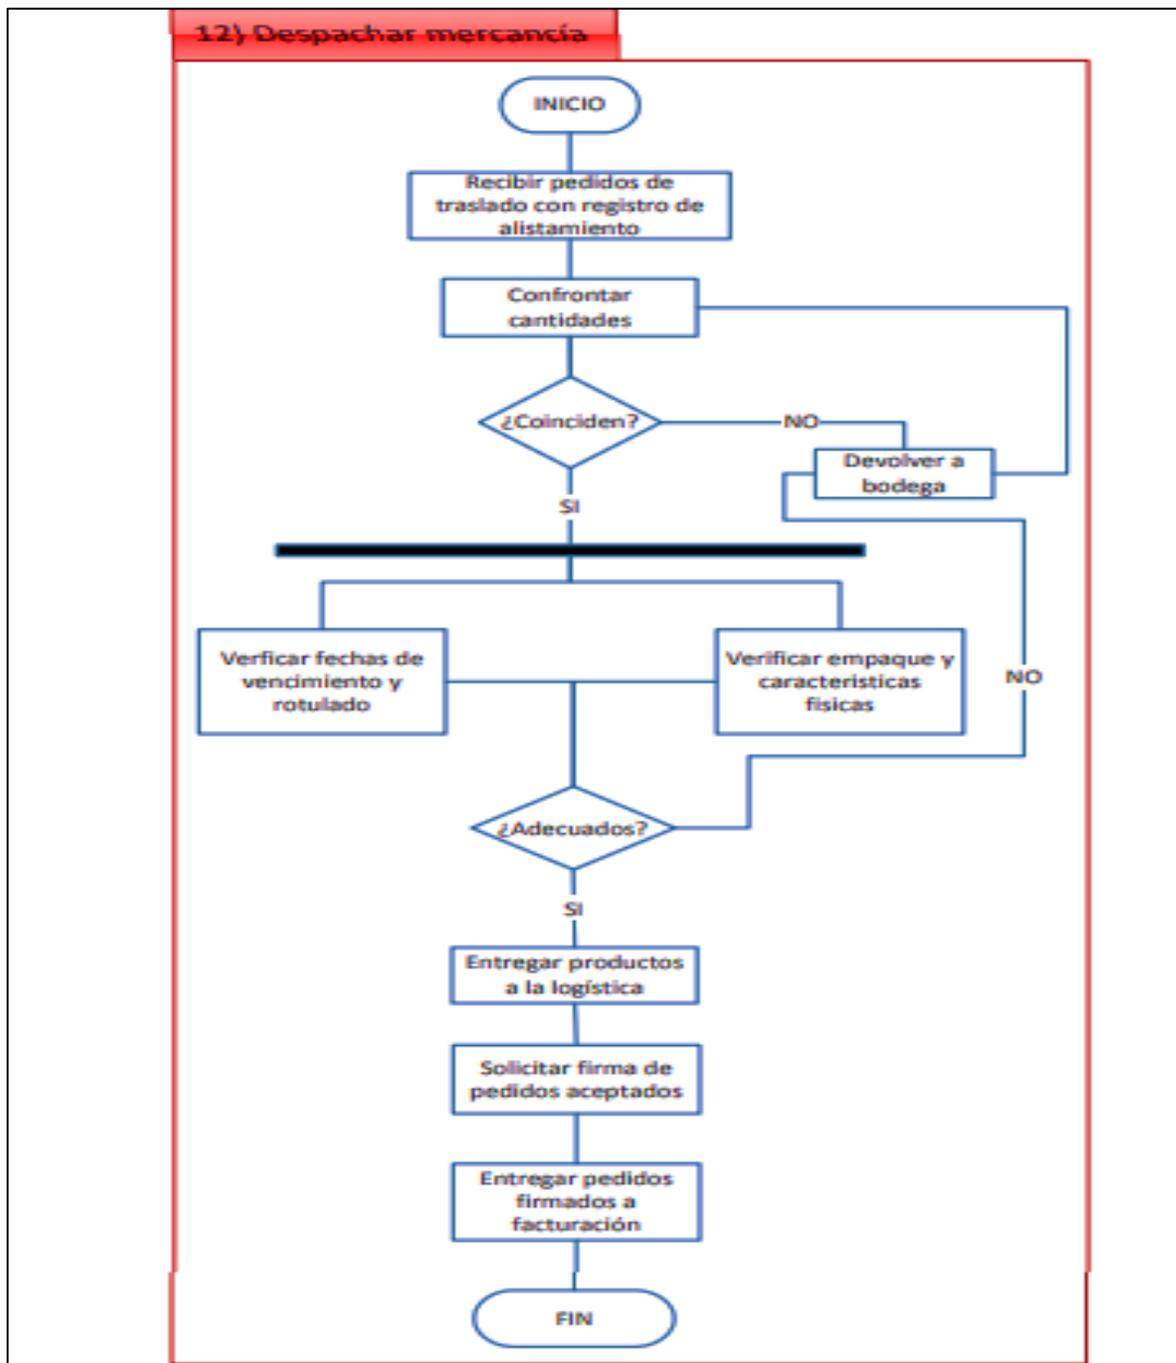 12) Despachar mercancía
INICIO
Recibir pedidos de
traslado con registro de
alistamiento
Confrontar
cantidades
¿Coinciden?
NO
Devolver a
bodega
SI
Verficar fechas de
vencimiento y
rotulado
Verificar empaque y
caracteristicas
fisicas
NO
¿Adecuados?
SI
Entregar productos
a la logística
Solicitar firma de
pedidos aceptados
Entregar pedidos
firmados a
facturación
FIN